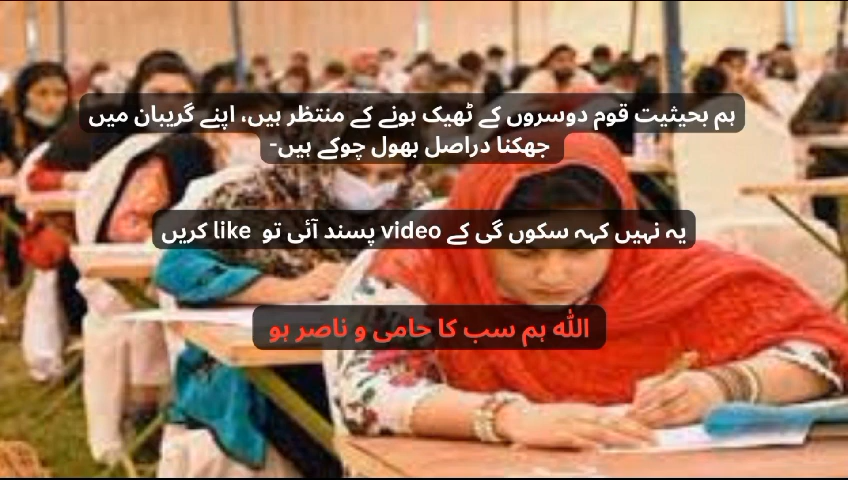 ہم بحیثیت قوم دوسروں کے ٹھیک ہونے کے منتظر ہیں، اپنے گریبان میں
جھکنا دراصل بھول چوکے ہیں-
یہ نہیں کہہ سکوں گی کے video پسند آئی تو like کریں
اللّٰہ ہم سب کا حامی و ناصر ہو